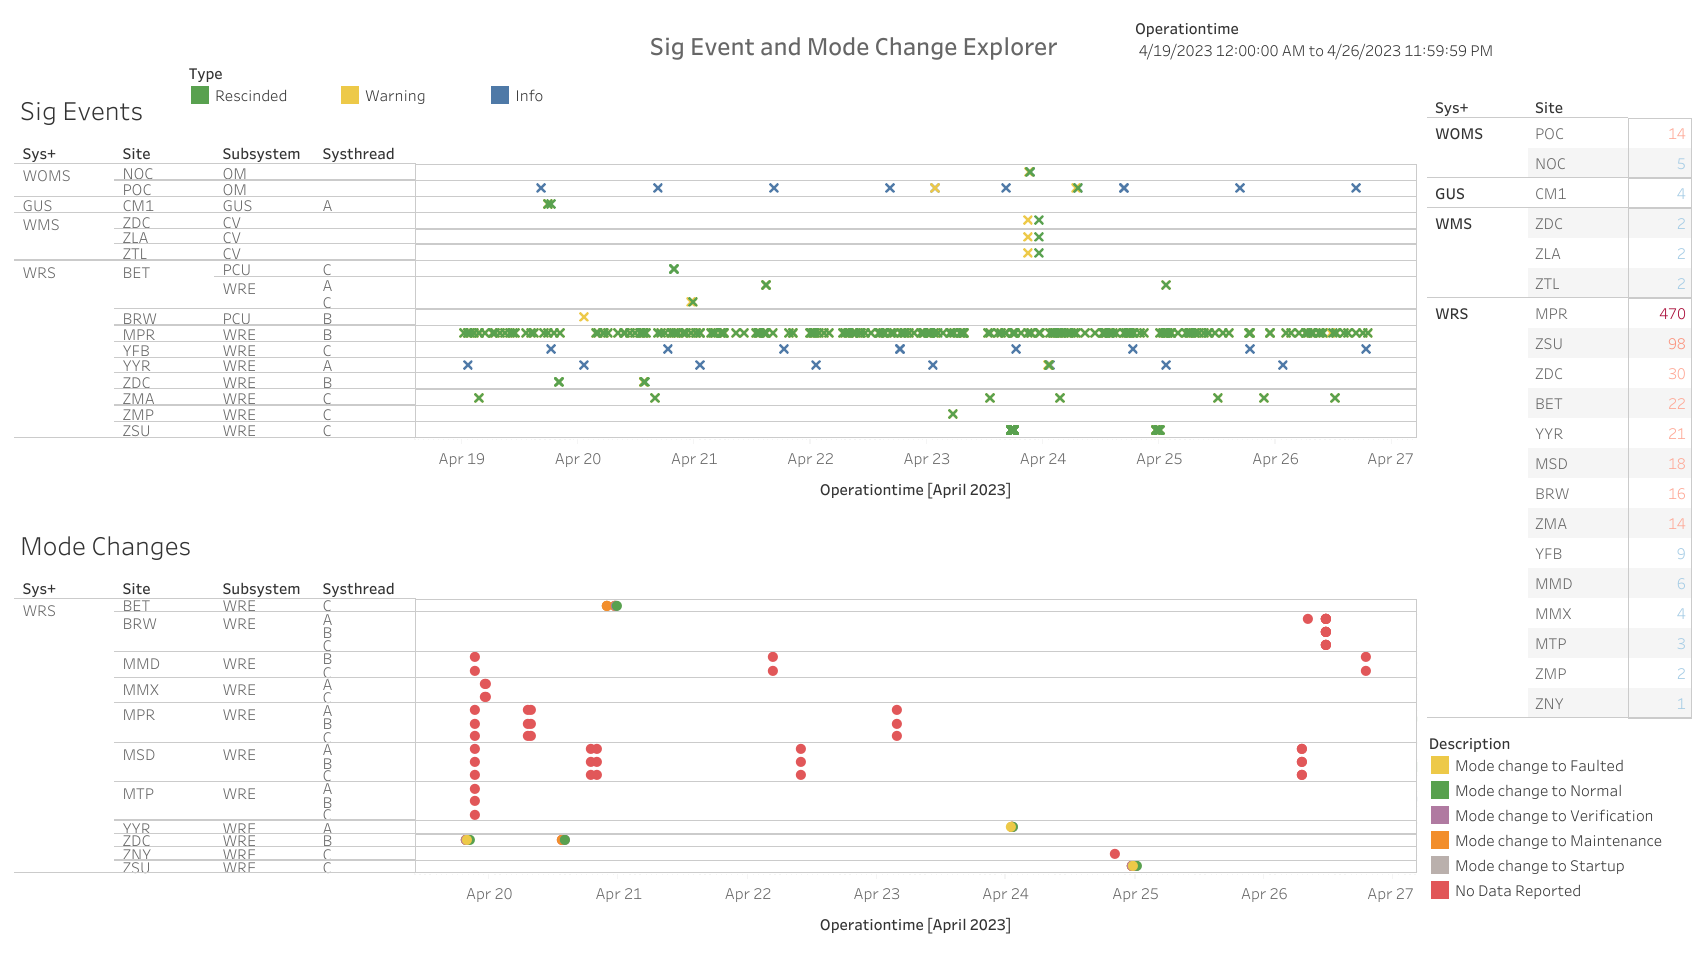 Sig Event and Mode Change Explorer
Operationtime
4/19/2023 12:00:00 AM to 4/26/2023 11:59:59 PM
Type
Rescinded Warning Info
Sig Events
Sys+ Site Subsystem Systhread
WOMS NOC OM
POC OM
GUS CM1 GUS A
WMS ZDC CV
ZLA CV
ZTL CV
WRS BET PCU C
WRE A
C
BRW PCU B
MPR WRE B
YFB WRE C
YYR WRE A
ZDC WRE B
ZMA WRE C
ZMP WRE C
ZSU WRE C
Apr 19 Apr 20 Apr 21 Apr 22 Apr 23 Apr 24 Apr 25 Apr 26 Apr 27
Operationtime [April 2023]
Mode Changes
Sys+ Site Subsystem Systhread
WRS BET WRE C
BRW WRE A
B
C
MMD WRE B
C
MMX WRE A
C
MPR WRE A
B
C
MSD WRE A
B
C
MTP WRE A
B
C
YYR WRE A
ZDC WRE B
ZNY WRE C
ZSU WRE C
Apr 20 Apr 21 Apr 22 Apr 23 Apr 24 Apr 25 Apr 26 Apr 27
Operationtime [April 2023]
Sys+ Site
WOMS POC 14
NOC 5
GUS CM1 4
WMS ZDC 2
ZLA 2
ZTL 2
WRS MPR 470
ZSU 98
ZDC 30
BET 22
YYR 21
MSD 18
BRW 16
ZMA 14
YFB 9
MMD 6
MMX 4
MTP 3
ZMP 2
ZNY 1
Description
Mode change to Faulted
Mode change to Normal
Mode change to Verification
Mode change to Maintenance
Mode change to Startup
No Data Reported